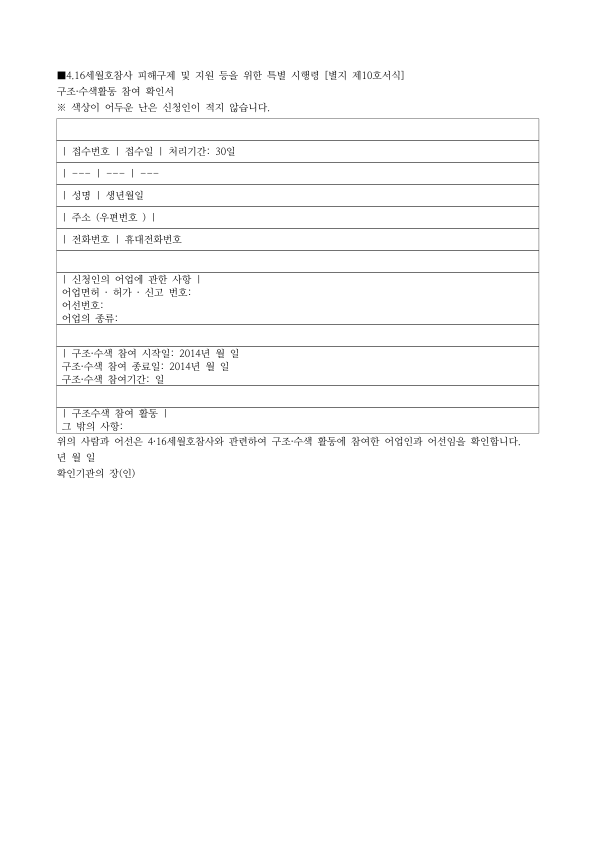 ■4.16세월호참사 피해구제 및 지원 등을 위한 특별 시행령 [별지 제10호서식]
구조·수색활동 참여 확인서
※ 색상이 어두운 난은 신청인이 적지 않습니다.
| 접수번호 | 접수일 | 처리기간: 30일
| --- | --- | ---
| 성명 | 생년월일
| 주소 (우편번호 ) |
| 전화번호 | 휴대전화번호
| 신청인의 어업에 관한 사항 |
어업면허 · 허가 · 신고 번호:
어선번호:
어업의 종류:
| 구조·수색 참여 시작일: 2014년 월 일
구조·수색 참여 종료일: 2014년 월 일
구조·수색 참여기간: 일
| 구조수색 참여 활동 |
그 밖의 사항:
위의 사람과 어선은 4·16세월호참사와 관련하여 구조·수색 활동에 참여한 어업인과 어선임을 확인합니다.
년 월 일
확인기관의 장(인)